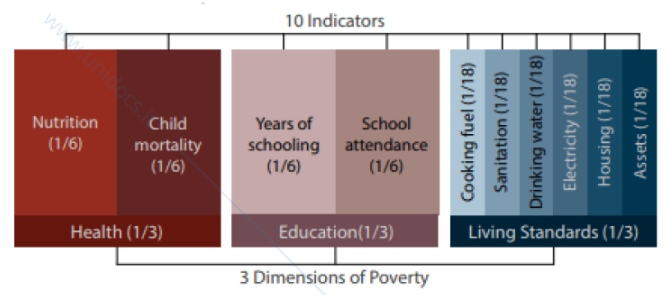 10 Indicators
Nutrition
(1/6)
Child
mortality
(1/6)
Years of
schooling
(1/6)
School
attendance
(1/6)
Cooking fuel (1/18)
Sanitation (1/18)
Drinking water (1/18)
Electricity (1/18)
Housing (1/18)
Assets (1/18)
Health (1/3)
Education(1/3)
Living Standards (1/3)
3 Dimensions of Poverty